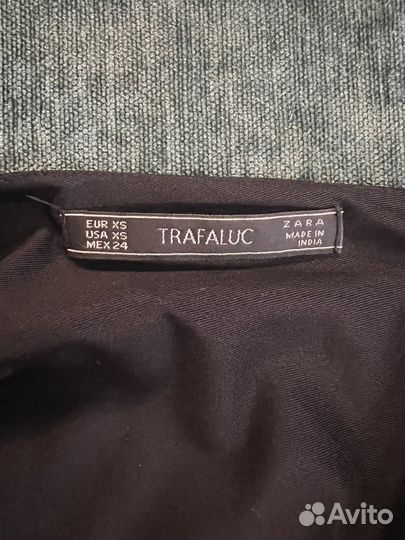 EUR XS
USA XS
MEX 24
TRAFALUC
ZARA
MADE IN
INDIA
Avito